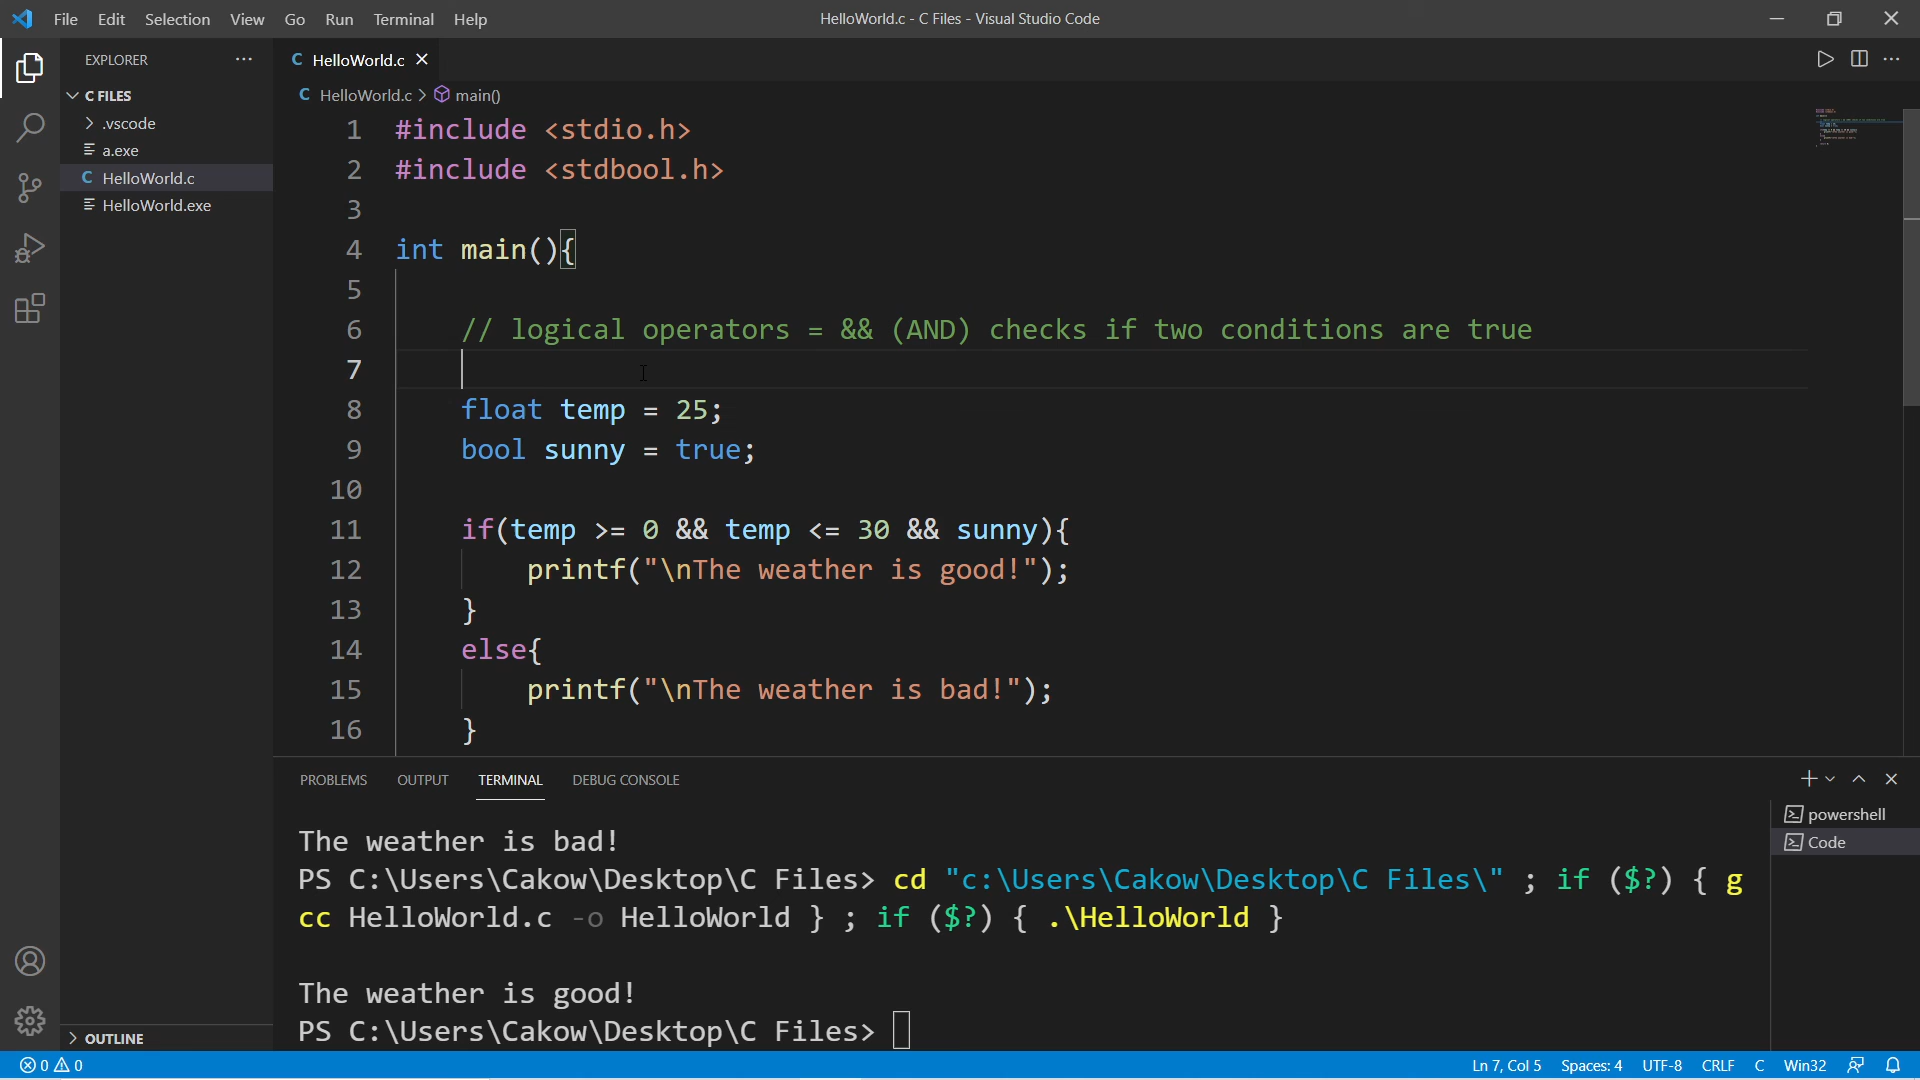 File Edit Selection View Go Run Terminal Help
HelloWorld.c - C Files - Visual Studio Code
EXPLORER
C FILES
.vscode
a.exe
C HelloWorld.c
HelloWorld.exe
OUTLINE
C HelloWorld.c
C HelloWorld.c > main()
1 #include <stdio.h>
2 #include <stdbool.h>
3
4 int main(){
5
6 // logical operators = && (AND) checks if two conditions are true
7
8 float temp = 25;
9 bool sunny = true;
10
11 if(temp >= 0 && temp <= 30 && sunny){
12 printf("\nThe weather is good!");
13 }
14 else{
15 printf("\nThe weather is bad!");
16 }
PROBLEMS OUTPUT TERMINAL DEBUG CONSOLE
The weather is bad!
PS C:\Users\Cakow\Desktop\C Files> cd "c:\Users\Cakow\Desktop\C Files\" ; if ($?) { g
cc HelloWorld.c -o HelloWorld } ; if ($?) { .\HelloWorld }
The weather is good!
PS C:\Users\Cakow\Desktop\C Files>
powershell
Code
0 0
Ln 7, Col 5 Spaces: 4 UTF-8 CRLF C Win32